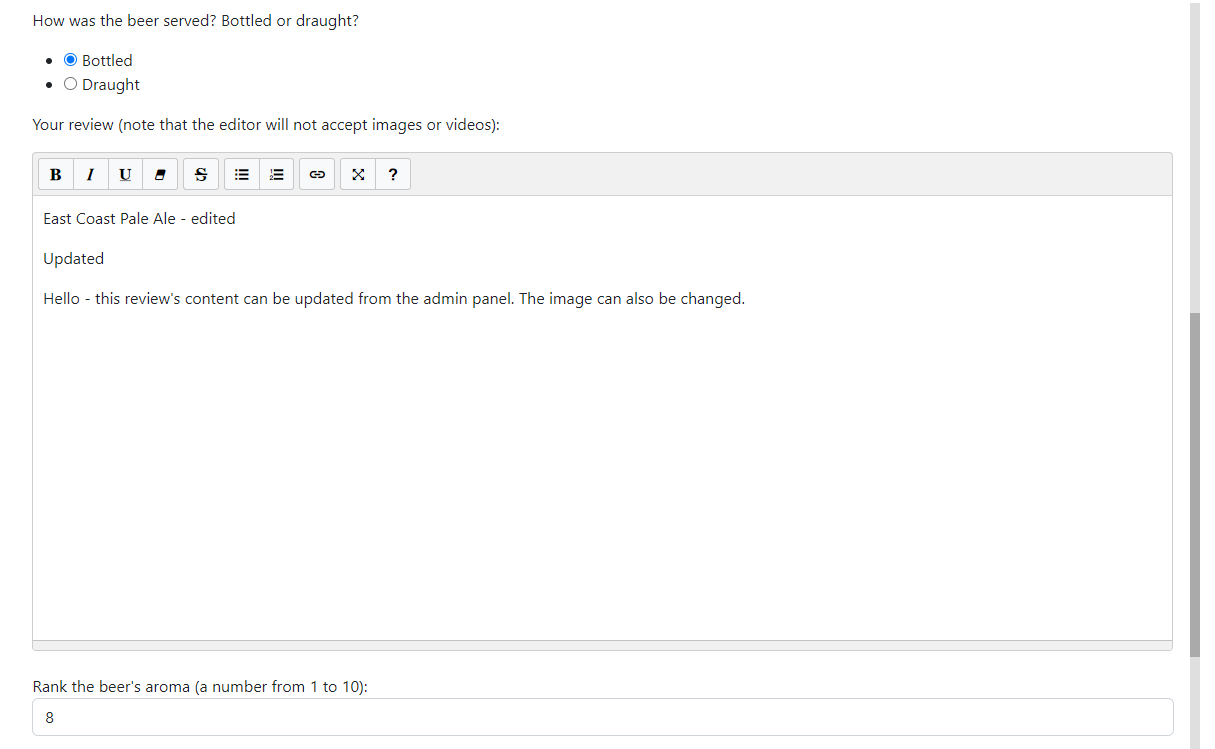 How was the beer served? Bottled or draught?
Bottled
Draught
Your review (note that the editor will not accept images or videos):
B I U S ?
East Coast Pale Ale - edited
Updated
Hello - this review's content can be updated from the admin panel. The image can also be changed.
Rank the beer's aroma (a number from 1 to 10):
8